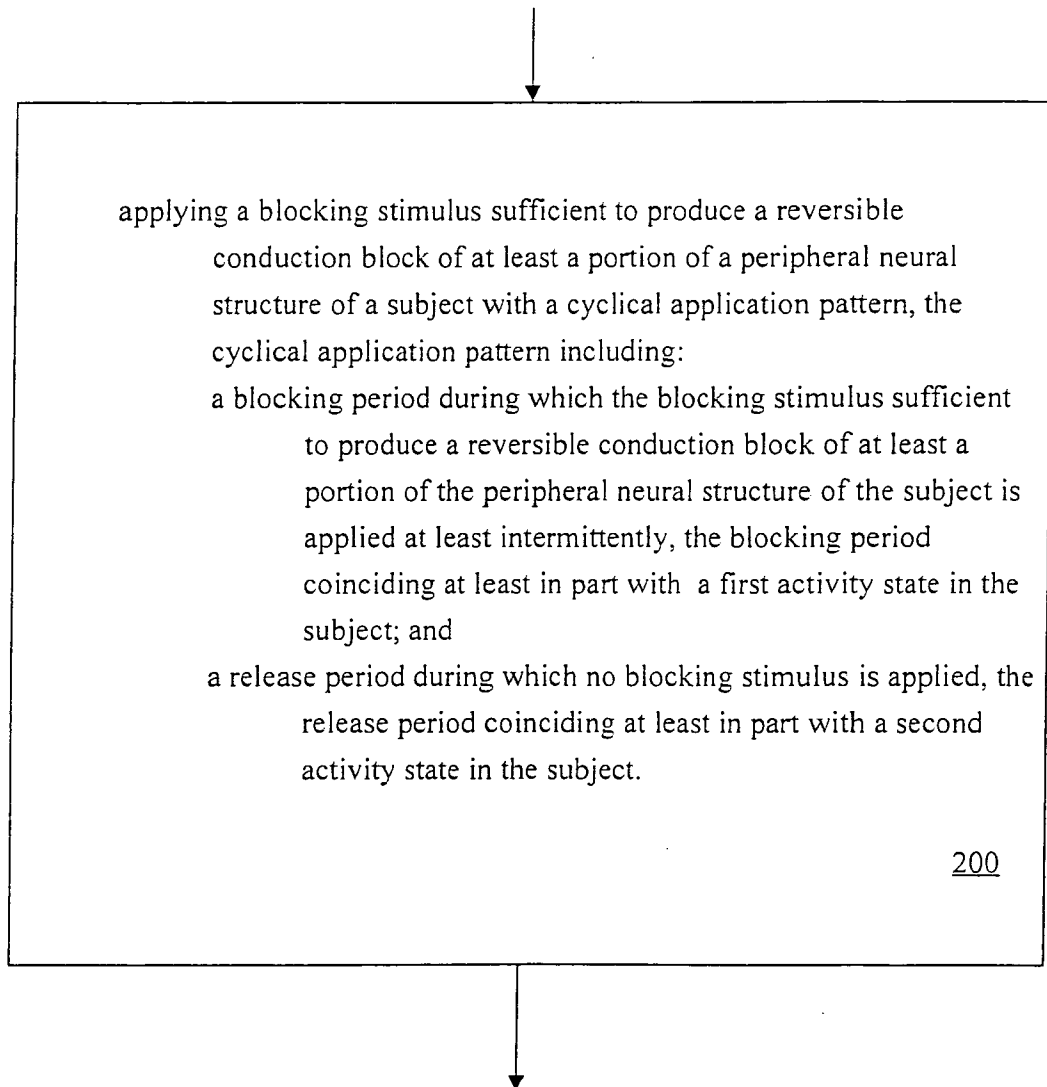 applying a blocking stimulus sufficient to produce a reversible
conduction block of at least a portion of a peripheral neural
structure of a subject with a cyclical application pattern, the
cyclical application pattern including:
a blocking period during which the blocking stimulus sufficient
to produce a reversible conduction block of at least a
portion of the peripheral neural structure of the subject is
applied at least intermittently, the blocking period
coinciding at least in part with a first activity state in the
subject; and
a release period during which no blocking stimulus is applied, the
release period coinciding at least in part with a second
activity state in the subject.
200